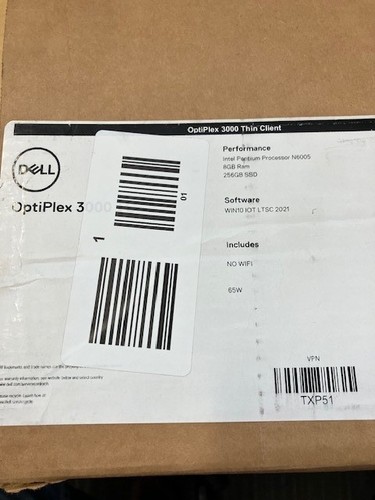 OptiPlex 3000 Thin Client
DELL
OptiPlex 3000
Performance
Intel Pentium Processor N6005
8GB Ram
256GB SSD
Software
WIN10 IOT LTSC 2021
Includes
NO WIFI
65W
01
1
VPN
TXP51